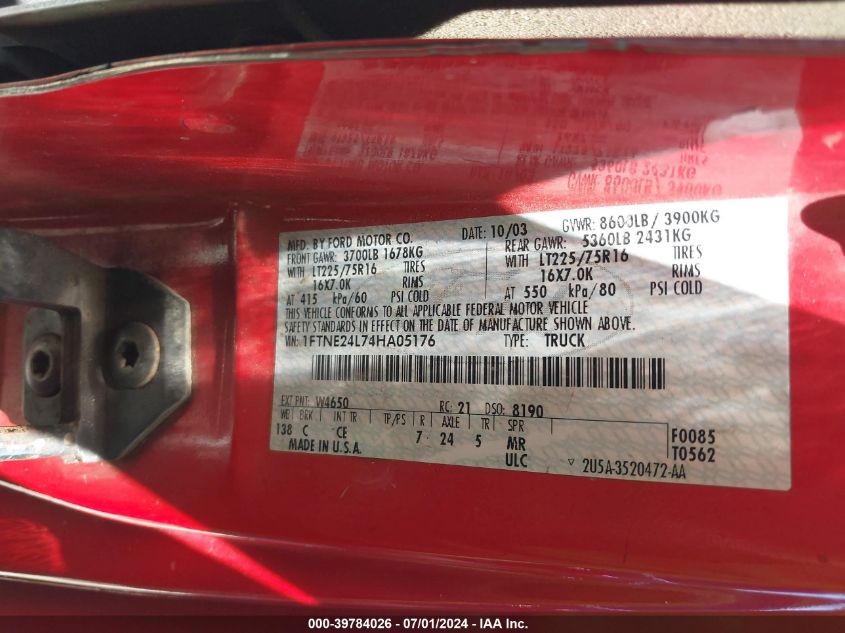 MFD. BY FORD MOTOR CO.
DATE: 10/03
GVWR: 8600LB / 3900KG
FRONT GAWR: 3700LB 1678KG
REAR GAWR: 5360LB 2431KG
WITH LT225/75R16 TIRES
WITH LT225/75R16 TIRES
16X7.0K RIMS
16X7.0K RIMS
AT 415 kPa/60 PSI COLD
AT 550 kPa/80 PSI COLD
THIS VEHICLE CONFORMS TO ALL APPLICABLE FEDERAL MOTOR VEHICLE
SAFETY STANDARDS IN EFFECT ON THE DATE OF MANUFACTURE SHOWN ABOVE.
VIN: 1FTNE24L74HA05176
TYPE: TRUCK
EXT PNT: W4650 RC: 21 DSO: 8190
WB BRK INT TR TP/PS R AXLE TR SPR
138 C CE 7 24 5 MR
ULC
MADE IN U.S.A.
F0085
T0562
▽ 2U5A-3520472-AA
000-39784026 - 07/01/2024 - IAAI, Inc.